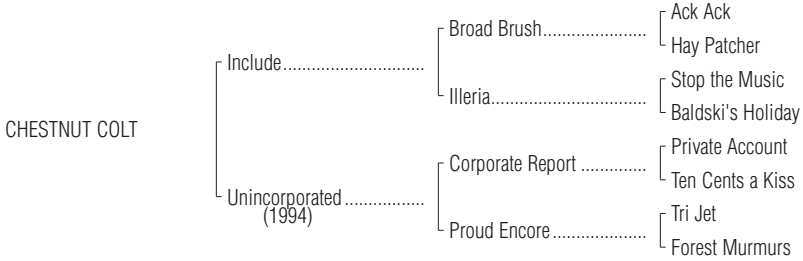 Ack Ack
Broad Brush......................
Hay Patcher
Include.............................
Stop the Music
Illeria................................
Baldski's Holiday
CHESTNUT COLT
Private Account
Corporate Report ..............
Ten Cents a Kiss
Unincorporated.................
(1994)
Tri Jet
Proud Encore....................
Forest Murmurs